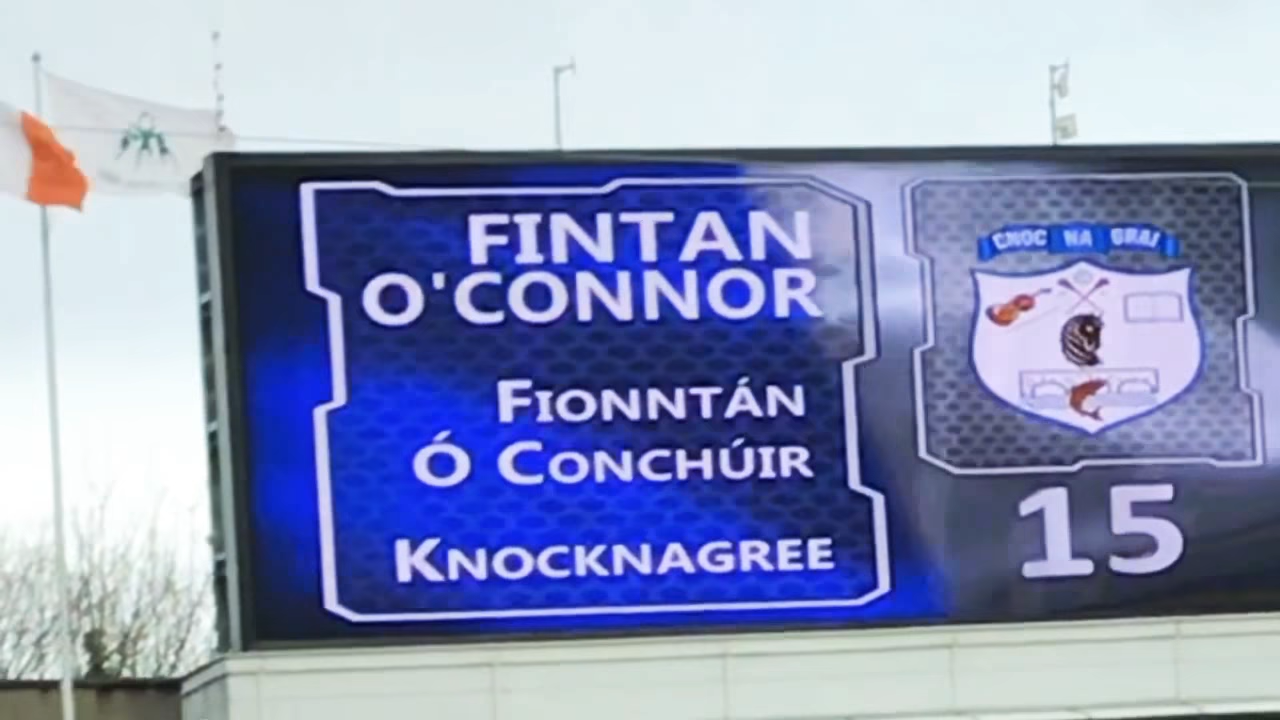 FINTAN
O'CONNOR
FIONNTÁN
Ó CONCHÚIR
KNOCKNAGREE
CNOC NA GRAI
15